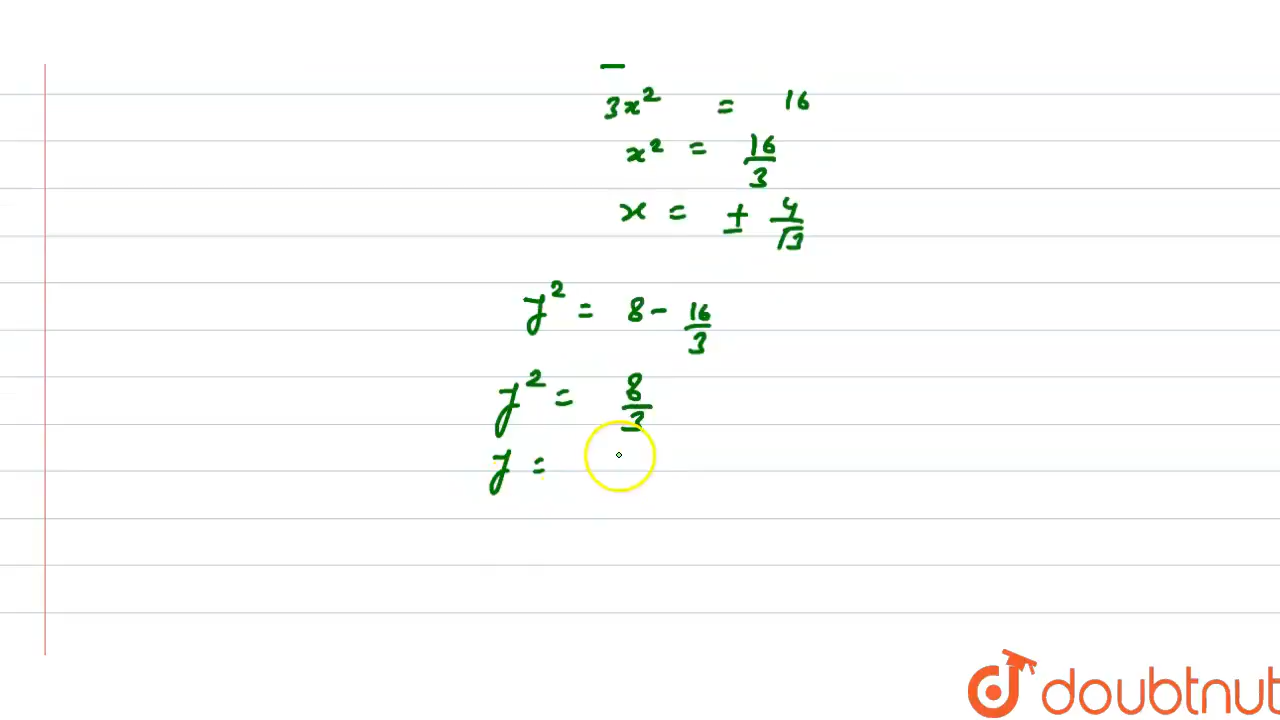 3x² = 16
x² = 16/3
x = ± 4/√3
y² = 8 - 16/3
y² = 8/3
y =
doubtnut